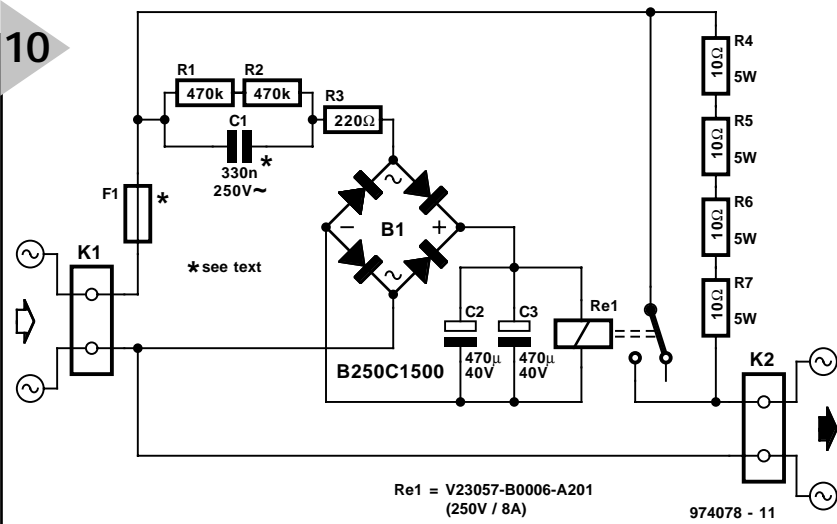 10
R1
R2
470k
470k
C1
*
330n
250V~
R3
220Ω
F1
*
K1
* see text
B1
−
+
~
~
B250C1500
C2
470µ
40V
C3
470µ
40V
Re1
R4
10Ω
5W
R5
10Ω
5W
R6
10Ω
5W
R7
10Ω
5W
K2
Re1 = V23057-B0006-A201
(250V / 8A)
974078 - 11